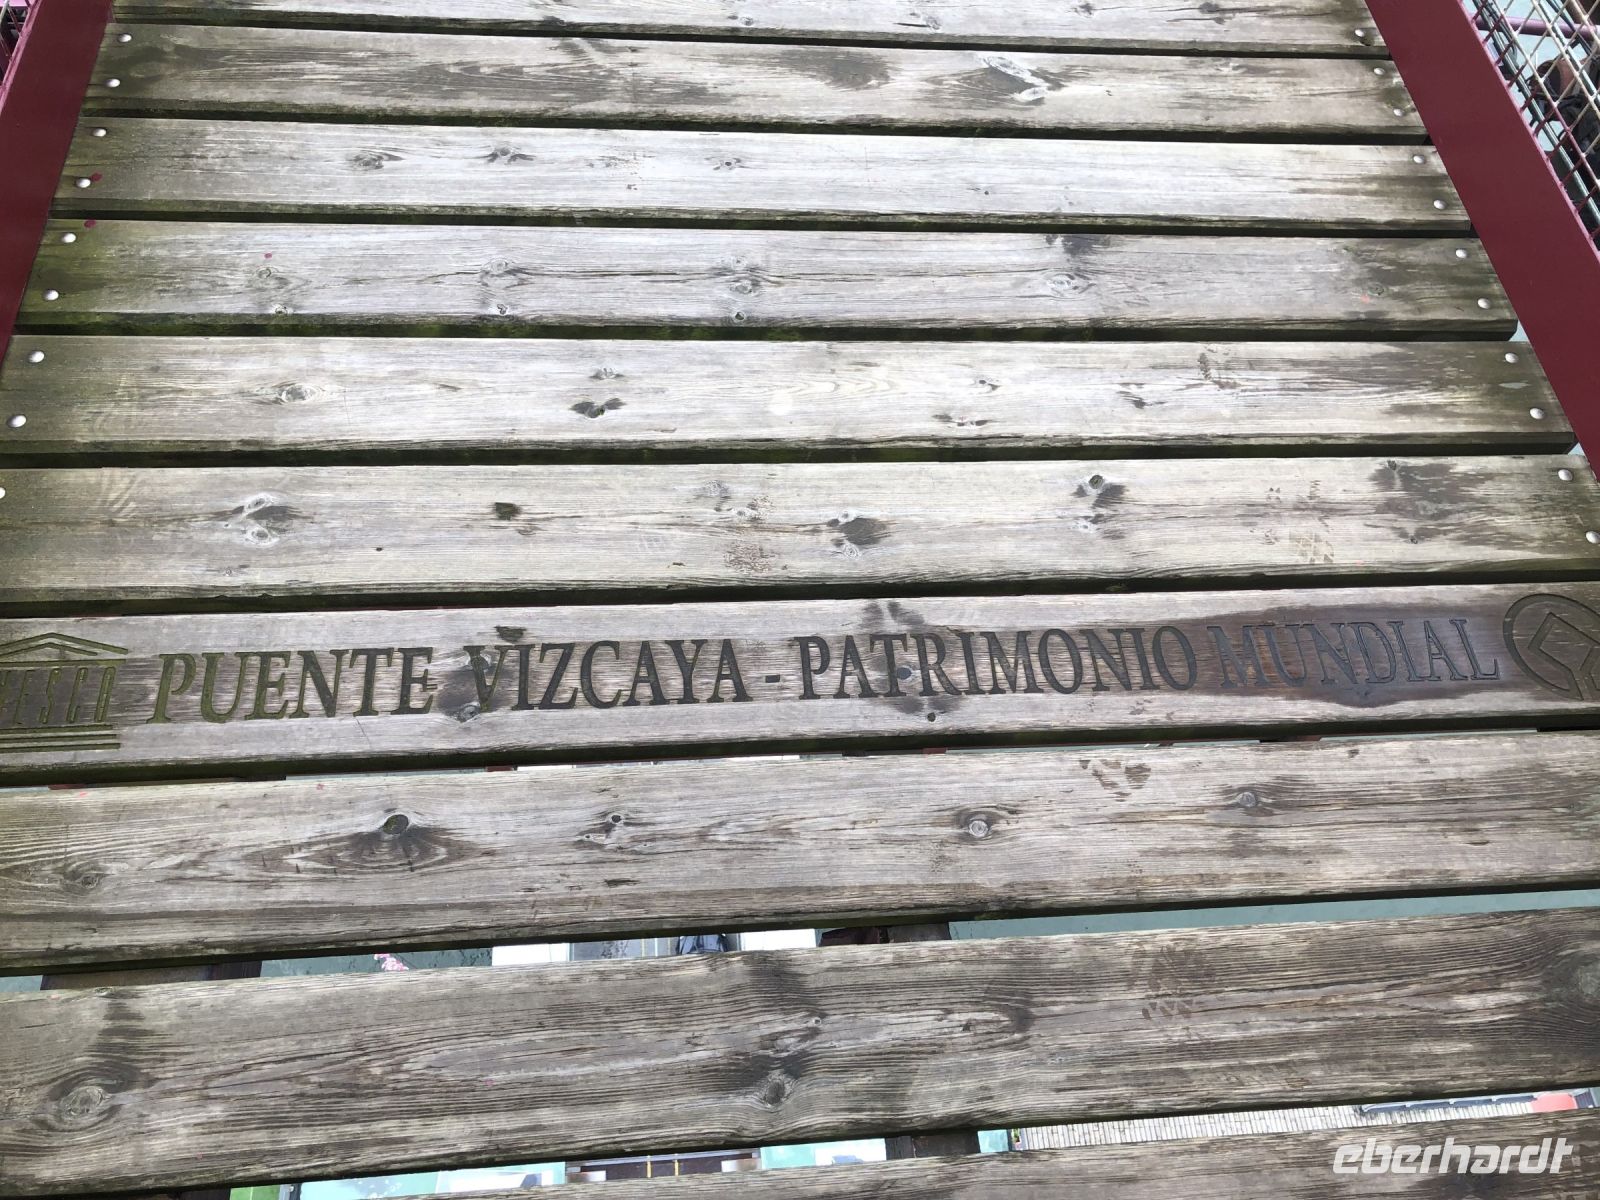 UNESCO PUENTE VIZCAYA - PATRIMONIO MUNDIAL
eberhardt